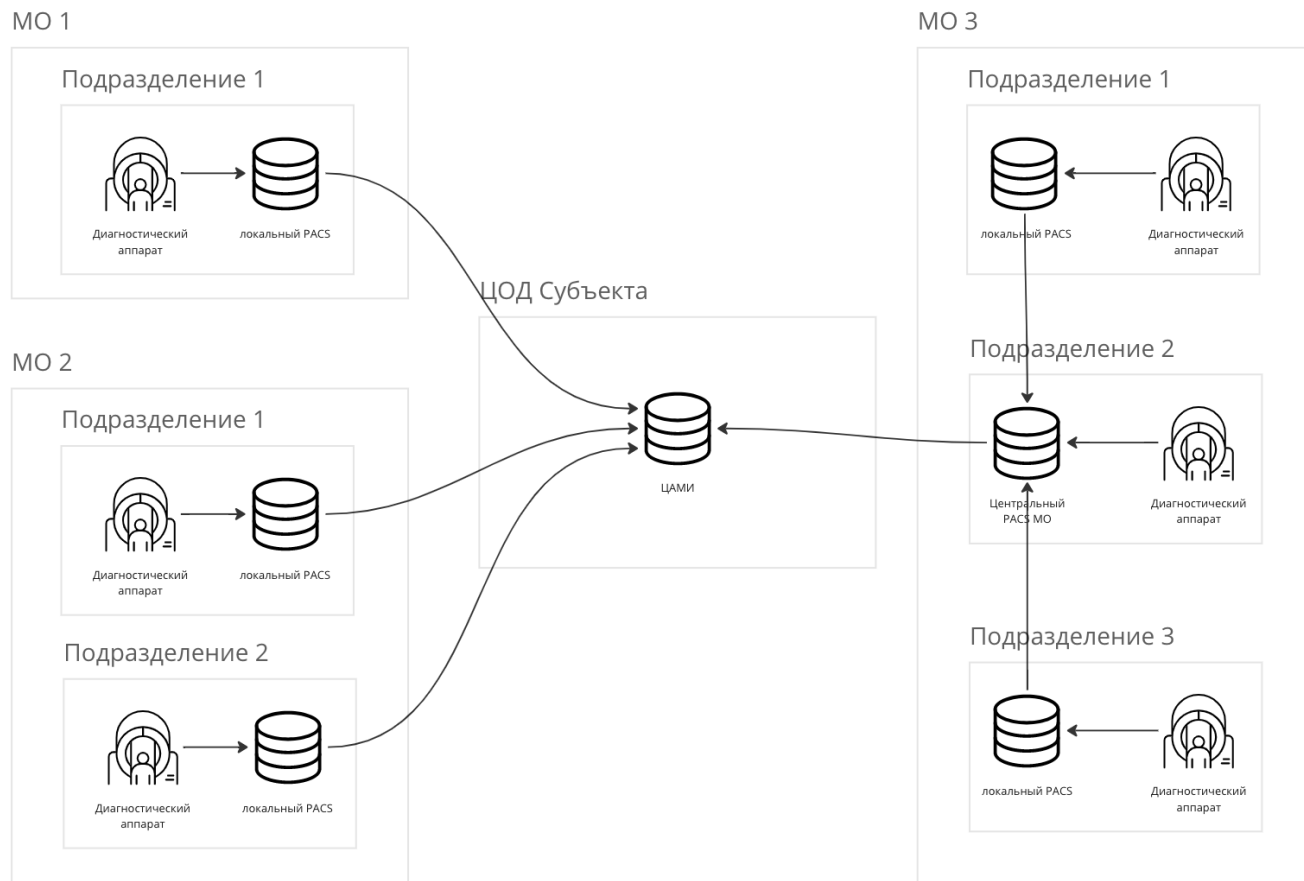 МО 1
Подразделение 1
Диагностический
аппарат
локальный PACS
МО 2
Подразделение 1
Диагностический
аппарат
локальный PACS
Подразделение 2
Диагностический
аппарат
локальный PACS
ЦОД Субъекта
ЦАМИ
МО 3
Подразделение 1
локальный PACS
Диагностический
аппарат
Подразделение 2
Центральный
PACS МО
Диагностический
аппарат
Подразделение 3
локальный PACS
Диагностический
аппарат